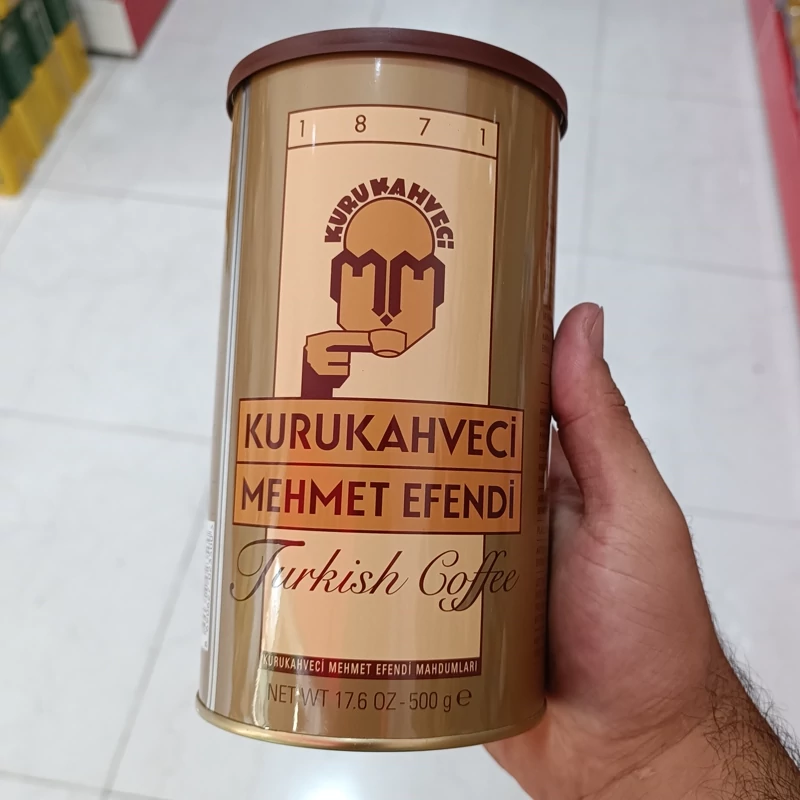 1 8 7 1
KURUKAHVECİ
KURUKAHVECİ
MEHMET EFENDİ
Turkish Coffee
KURUKAHVECİ MEHMET EFENDİ MAHDUMLARI
NET WT 17.6 OZ - 500 g ℮